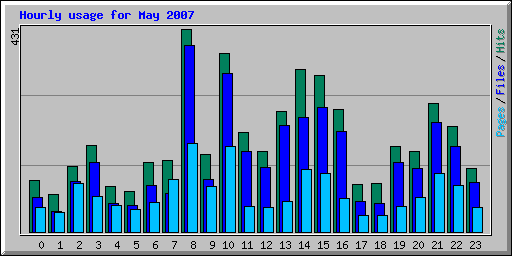 Hourly usage for May 2007
431
Pages/Files/Hits
0 1 2 3 4 5 6 7 8 9 10 11 12 13 14 15 16 17 18 19 20 21 22 23